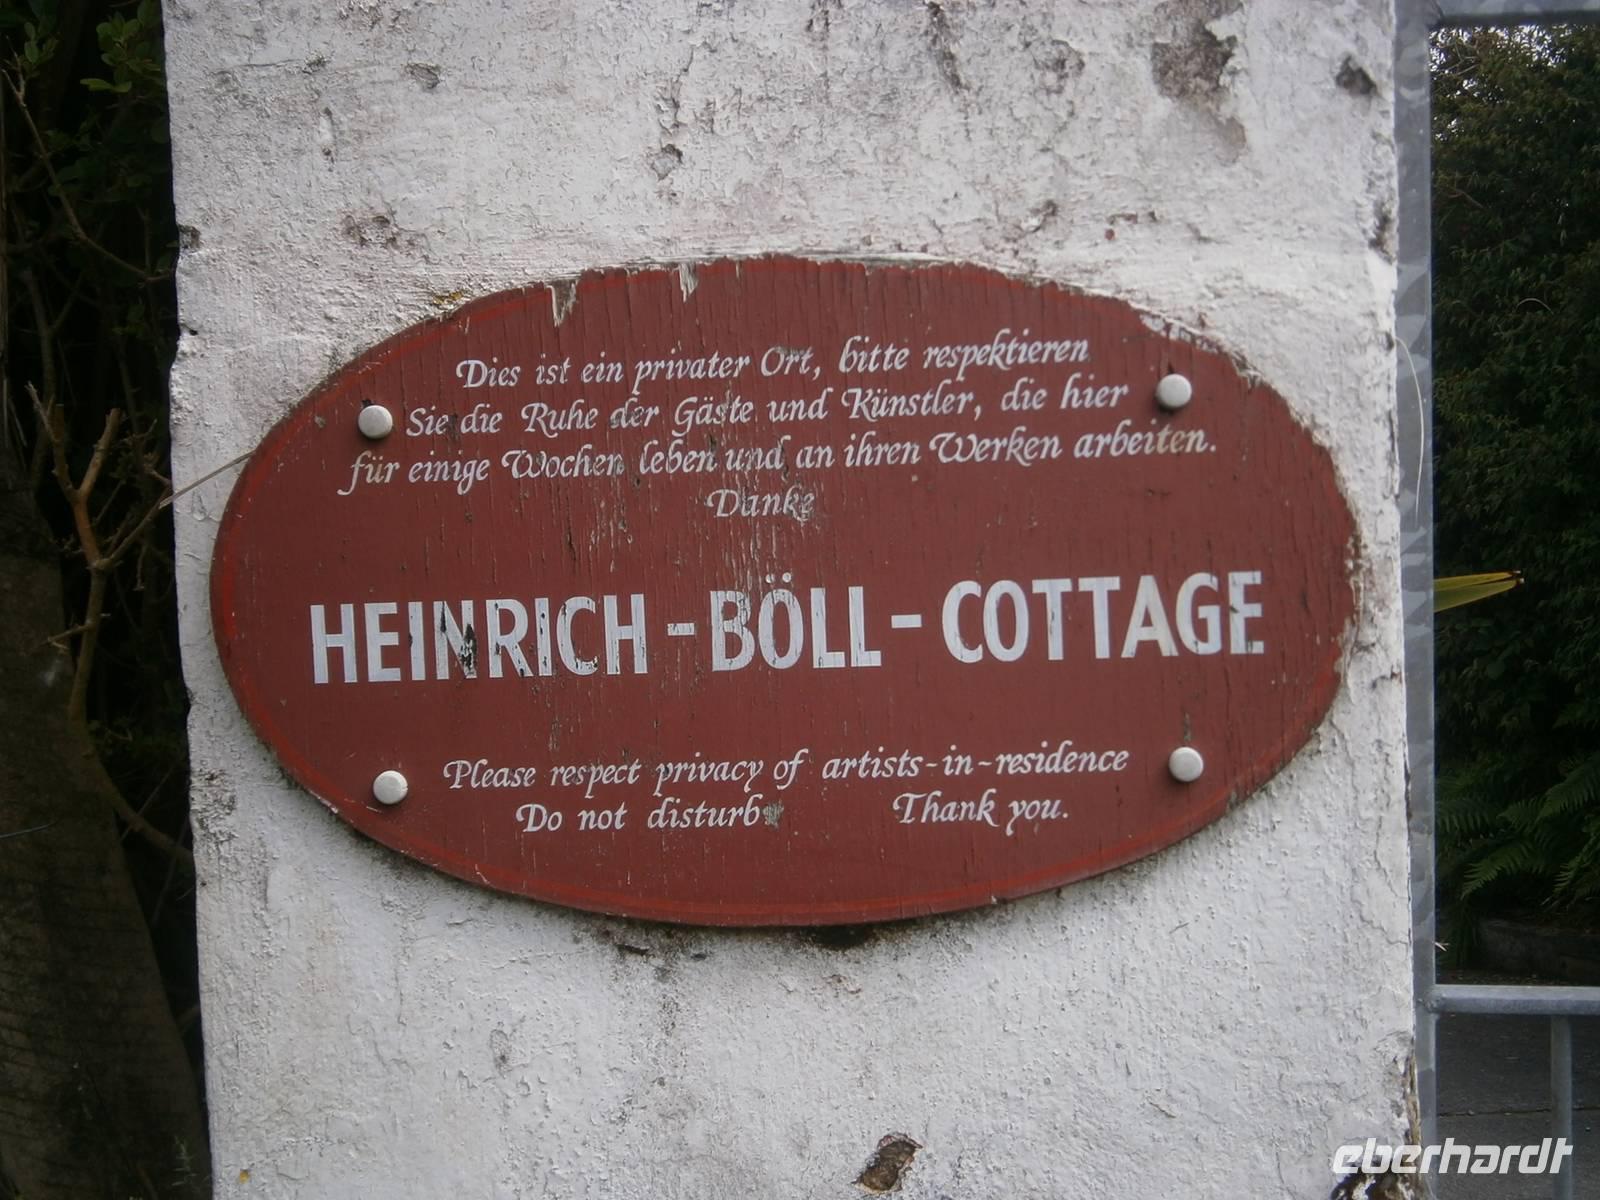 Dies ist ein privater Ort, bitte respektieren
Sie die Ruhe der Gäste und Künstler, die hier
für einige Wochen leben und an ihren Werken arbeiten.
Danke
HEINRICH-BÖLL-COTTAGE
Please respect privacy of artists-in-residence
Do not disturb Thank you.
eberhardt